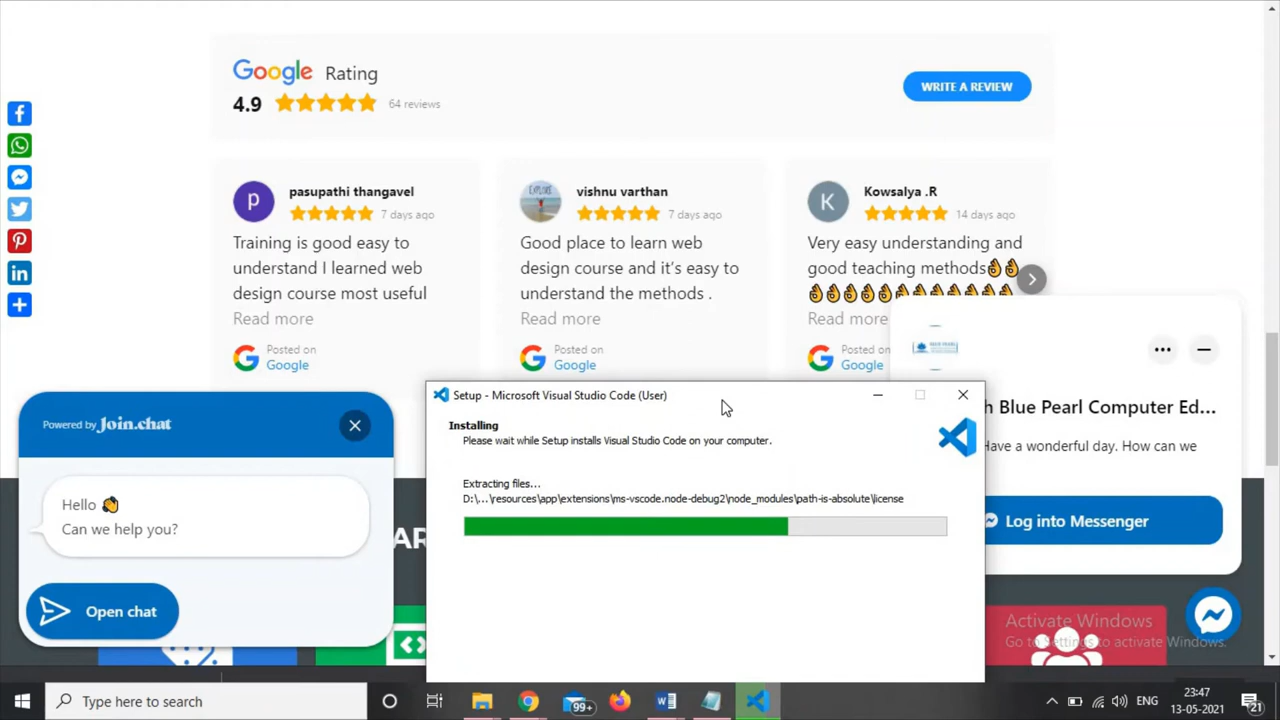 Google Rating
4.9 64 reviews
WRITE A REVIEW
pasupathi thangavel
7 days ago
Training is good easy to
understand I learned web
design course most useful
Read more
Posted on
Google
vishnu varthan
7 days ago
Good place to learn web
design course and it's easy to
understand the methods .
Read more
Posted on
Google
EXPLORE
p
K
Kowsalya .R
14 days ago
Very easy understanding and
good teaching methods👌👌
👌👌👌👌👌👌👌👌👌👌👌👌
Read more
Posted on
Google
h Blue Pearl Computer Ed...
Have a wonderful day. How can we
Log into Messenger
Powered by Join.chat
Hello 👋
Can we help you?
Open chat
AR
Setup - Microsoft Visual Studio Code (User)
Installing
Please wait while Setup installs Visual Studio Code on your computer.
Extracting files...
D:\...\resources\app\extensions\ms-vscode.node-debug2\node_modules\path-is-absolute\license
Activate Windows
Go to Settings to activate Windows.
Type here to search
99+
ENG
23:47
13-05-2021
21